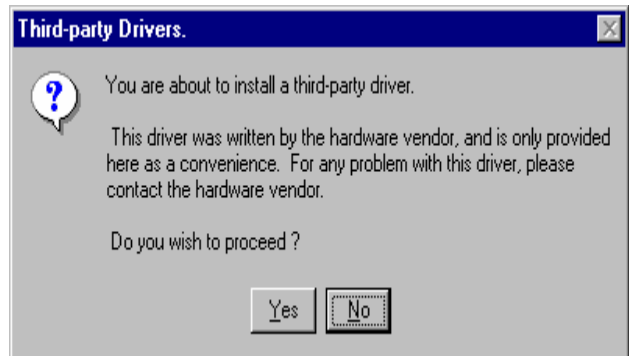 Third-party Drivers.
You are about to install a third-party driver.
This driver was written by the hardware vendor, and is only provided
here as a convenience. For any problem with this driver, please
contact the hardware vendor.
Do you wish to proceed ?
Yes No